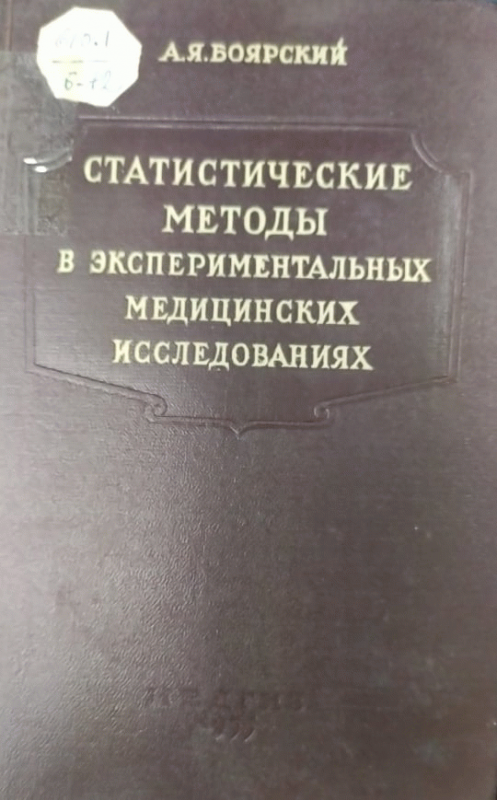 А.Я.БОЯРСКИЙ
СТАТИСТИЧЕСКИЕ
МЕТОДЫ
В ЭКСПЕРИМЕНТАЛЬНЫХ
МЕДИЦИНСКИХ
ИССЛЕДОВАНИЯХ